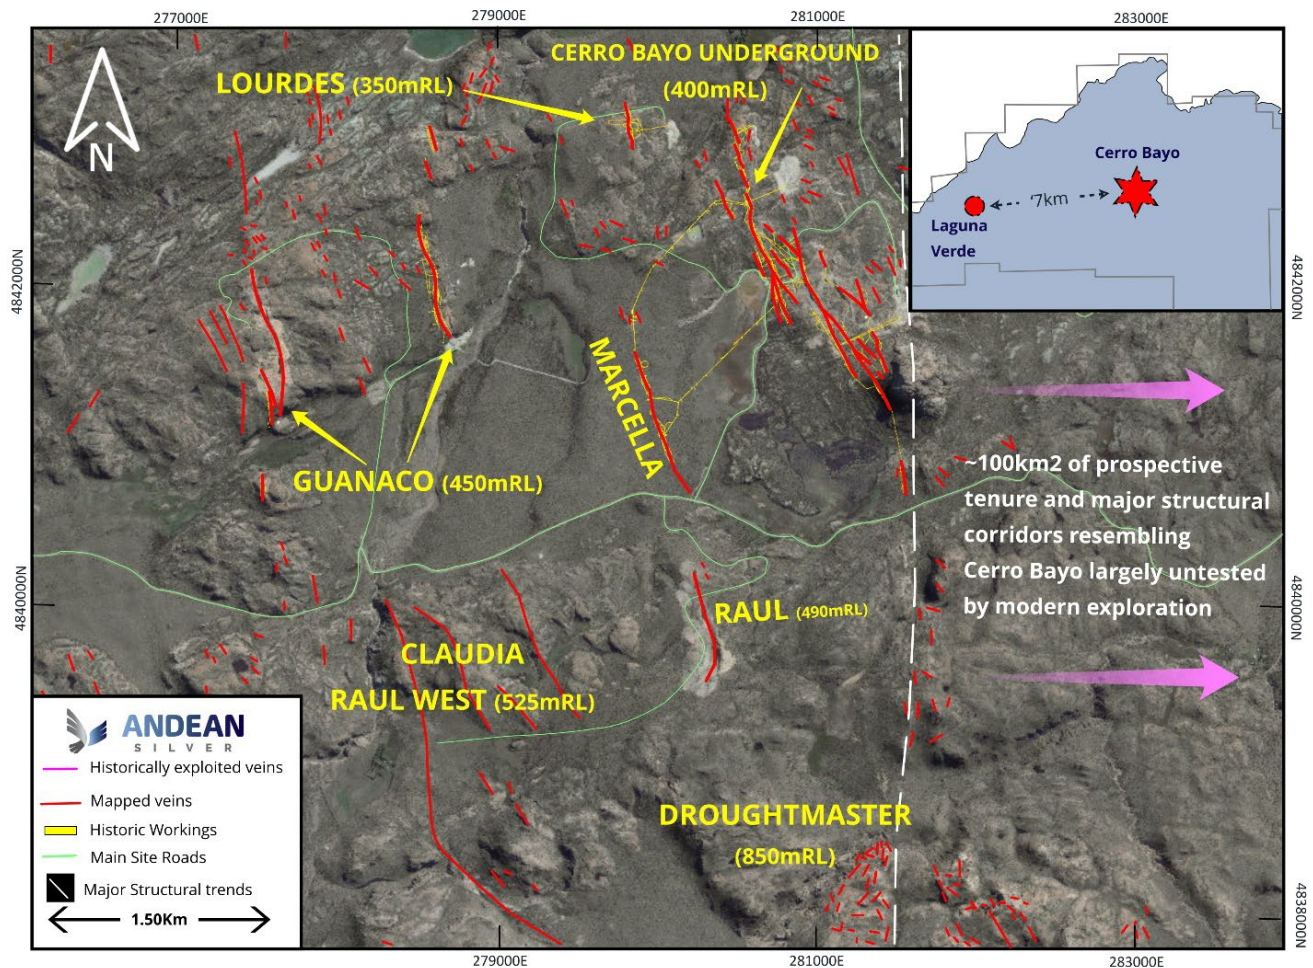 277000E
279000E
281000E
283000E
LOURDES (350mRL)
CERRO BAYO UNDERGROUND
(400mRL)
N
Cerro Bayo
'7km
Laguna
Verde
4842000N
4842000N
MARCELLA
GUANACO (450mRL)
~100km2 of prospective
tenure and major structural
corridors resembling
Cerro Bayo largely untested
by modern exploration
4840000N
4840000N
RAUL (490mRL)
CLAUDIA
RAUL WEST (525mRL)
DROUGHTMASTER
(850mRL)
ANDEAN
SILVER
Historically exploited veins
Mapped veins
Historic Workings
Main Site Roads
Major Structural trends
1.50Km
4838000N
279000E
281000E
283000E